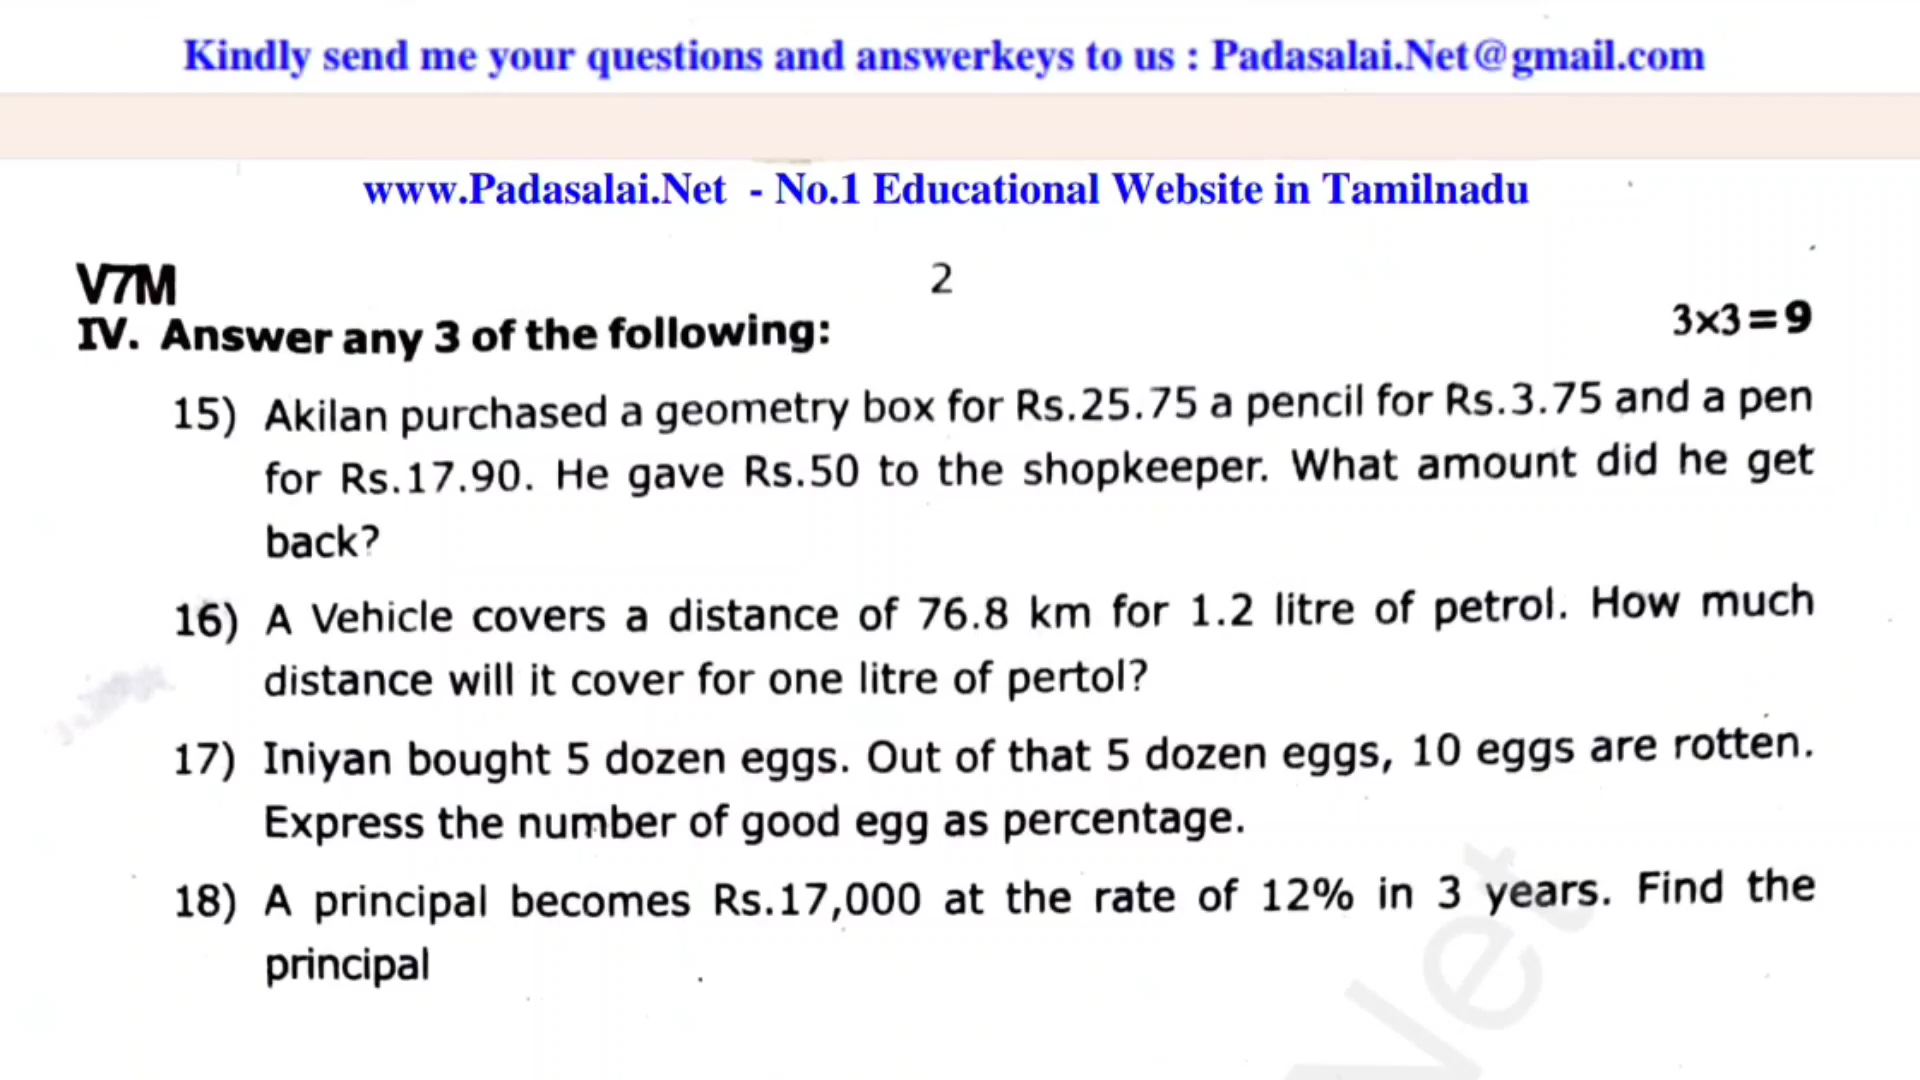 Kindly send me your questions and answerkeys to us : Padasalai.Net@gmail.com
www.Padasalai.Net - No.1 Educational Website in Tamilnadu
V7M 2
IV. Answer any 3 of the following: 3x3=9
15) Akilan purchased a geometry box for Rs.25.75 a pencil for Rs.3.75 and a pen
for Rs.17.90. He gave Rs.50 to the shopkeeper. What amount did he get
back?
16) A Vehicle covers a distance of 76.8 km for 1.2 litre of petrol. How much
distance will it cover for one litre of pertol?
17) Iniyan bought 5 dozen eggs. Out of that 5 dozen eggs, 10 eggs are rotten.
Express the number of good egg as percentage.
18) A principal becomes Rs.17,000 at the rate of 12% in 3 years. Find the
principal
Net